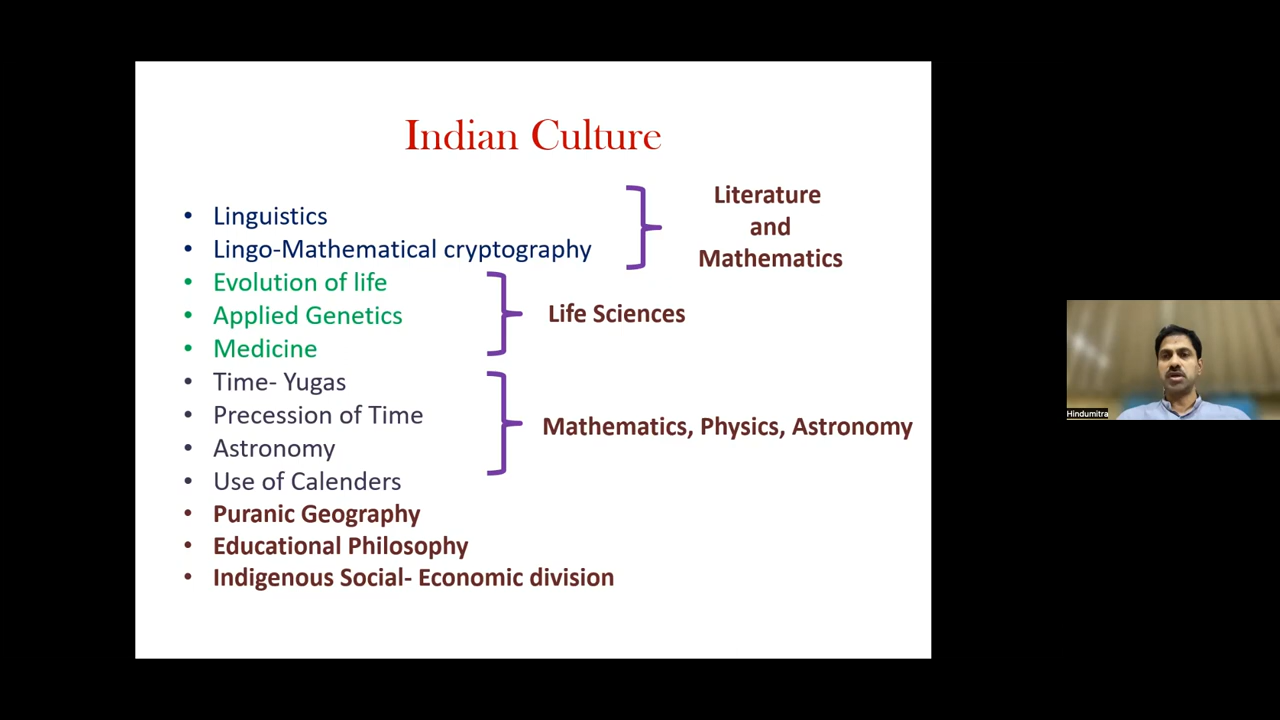 Indian Culture
• Linguistics
• Lingo-Mathematical cryptography
• Evolution of life
• Applied Genetics
• Medicine
• Time- Yugas
• Precession of Time
• Astronomy
• Use of Calenders
• Puranic Geography
• Educational Philosophy
• Indigenous Social- Economic division
Literature
and
Mathematics
Life Sciences
Mathematics, Physics, Astronomy
Hindumitra